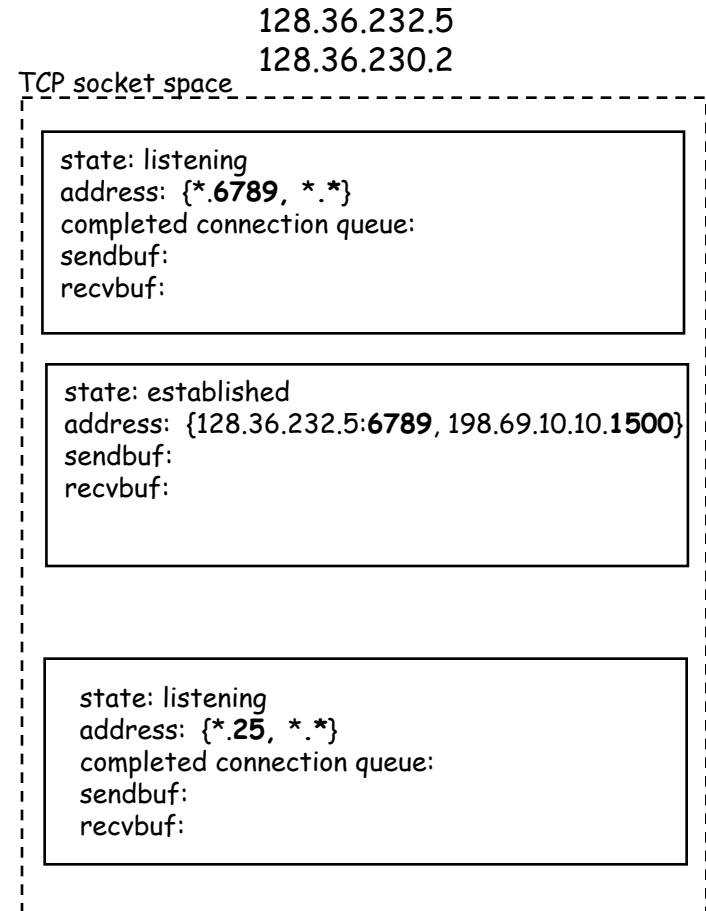 128.36.232.5
128.36.230.2
TCP socket space
state: listening
address: {*.6789, *.*}
completed connection queue:
sendbuf:
recvbuf:
state: established
address: {128.36.232.5:6789, 198.69.10.10.1500}
sendbuf:
recvbuf:
state: listening
address: {*.25, *.*}
completed connection queue:
sendbuf:
recvbuf: